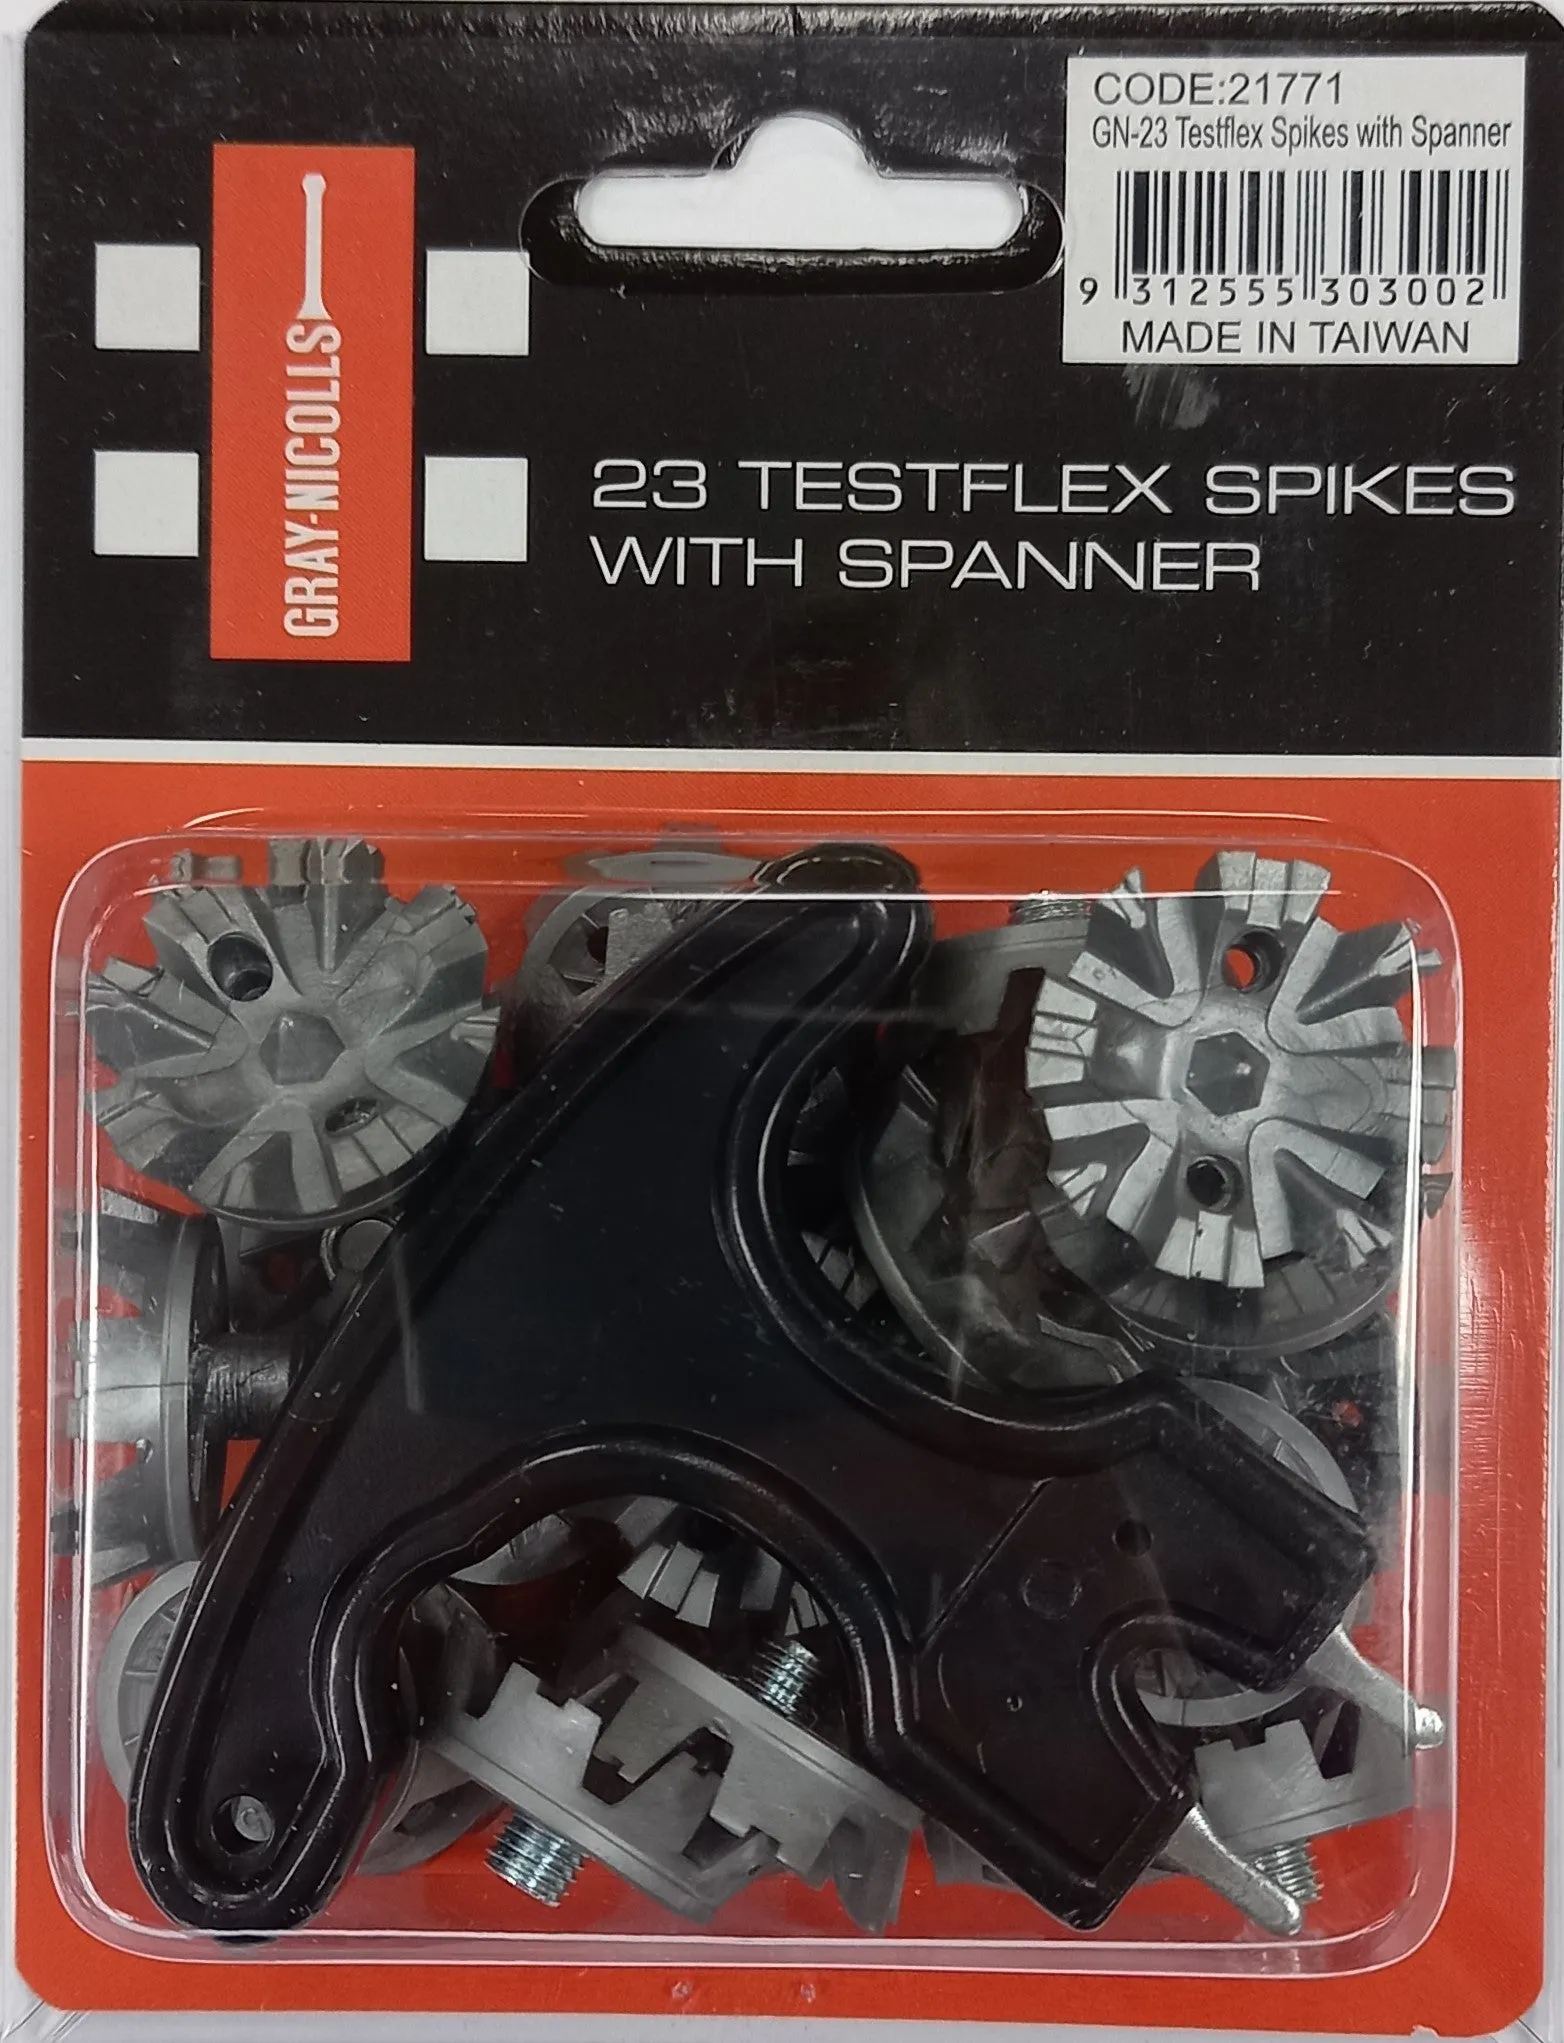 CODE:21771
GN-23 Testflex Spikes with Spanner
9 312555 303002
MADE IN TAIWAN
GRAY-NICOLLS
23 TESTFLEX SPIKES
WITH SPANNER